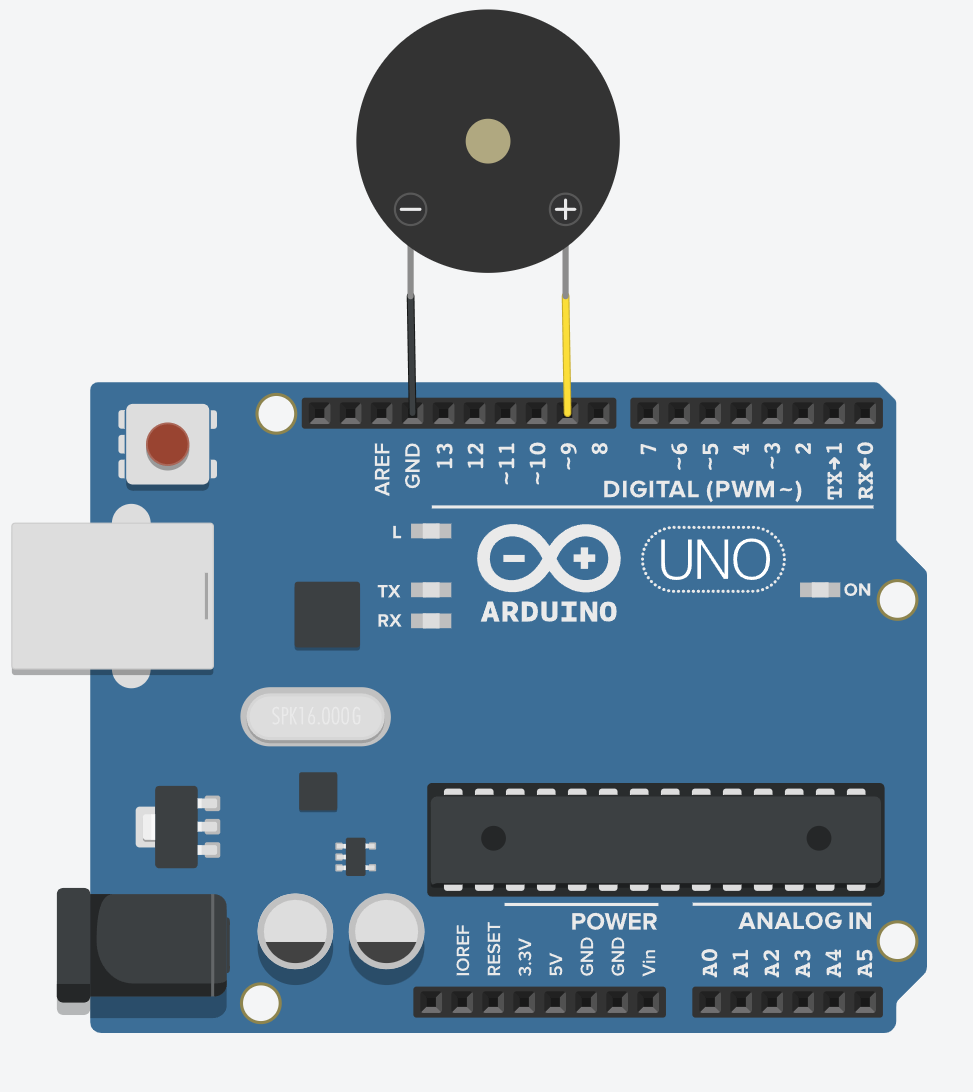 − +
AREF GND 13 12 ~11 ~10 ~9 8 7 ~6 ~5 4 ~3 2 TX→1 RX←0
DIGITAL (PWM~)
L
TX
RX
ARDUINO
UNO
ON
SPK16.000G
POWER
ANALOG IN
IOREF RESET 3.3V 5V GND GND Vin A0 A1 A2 A3 A4 A5